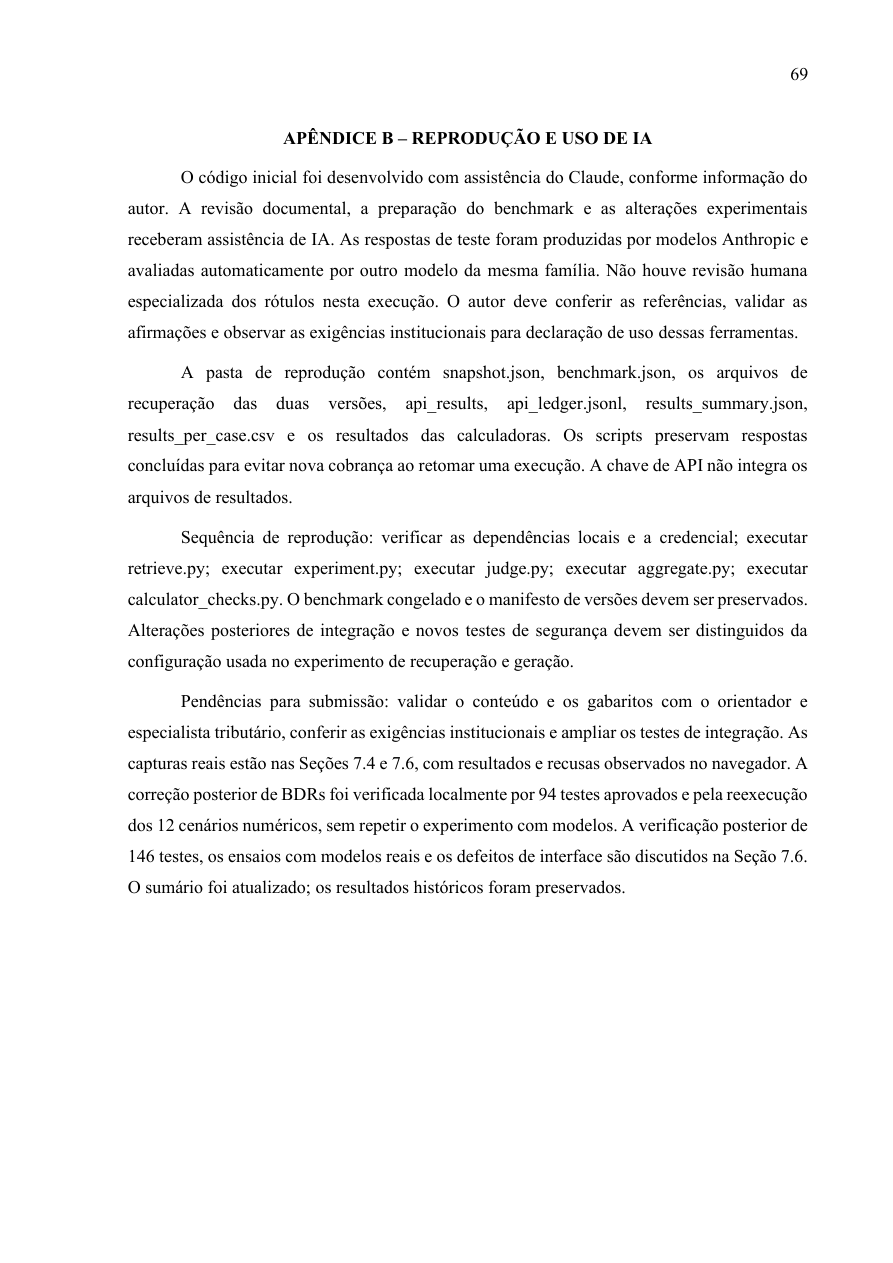 69
APÊNDICE B – REPRODUÇÃO E USO DE IA
O código inicial foi desenvolvido com assistência do Claude, conforme informação do
autor. A revisão documental, a preparação do benchmark e as alterações experimentais
receberam assistência de IA. As respostas de teste foram produzidas por modelos Anthropic e
avaliadas automaticamente por outro modelo da mesma família. Não houve revisão humana
especializada dos rótulos nesta execução. O autor deve conferir as referências, validar as
afirmações e observar as exigências institucionais para declaração de uso dessas ferramentas.
A pasta de reprodução contém snapshot.json, benchmark.json, os arquivos de
recuperação das duas versões, api_results, api_ledger.jsonl, results_summary.json,
results_per_case.csv e os resultados das calculadoras. Os scripts preservam respostas
concluídas para evitar nova cobrança ao retomar uma execução. A chave de API não integra os
arquivos de resultados.
Sequência de reprodução: verificar as dependências locais e a credencial; executar
retrieve.py; executar experiment.py; executar judge.py; executar aggregate.py; executar
calculator_checks.py. O benchmark congelado e o manifesto de versões devem ser preservados.
Alterações posteriores de integração e novos testes de segurança devem ser distinguidos da
configuração usada no experimento de recuperação e geração.
Pendências para submissão: validar o conteúdo e os gabaritos com o orientador e
especialista tributário, conferir as exigências institucionais e ampliar os testes de integração. As
capturas reais estão nas Seções 7.4 e 7.6, com resultados e recusas observados no navegador. A
correção posterior de BDRs foi verificada localmente por 94 testes aprovados e pela reexecução
dos 12 cenários numéricos, sem repetir o experimento com modelos. A verificação posterior de
146 testes, os ensaios com modelos reais e os defeitos de interface são discutidos na Seção 7.6.
O sumário foi atualizado; os resultados históricos foram preservados.